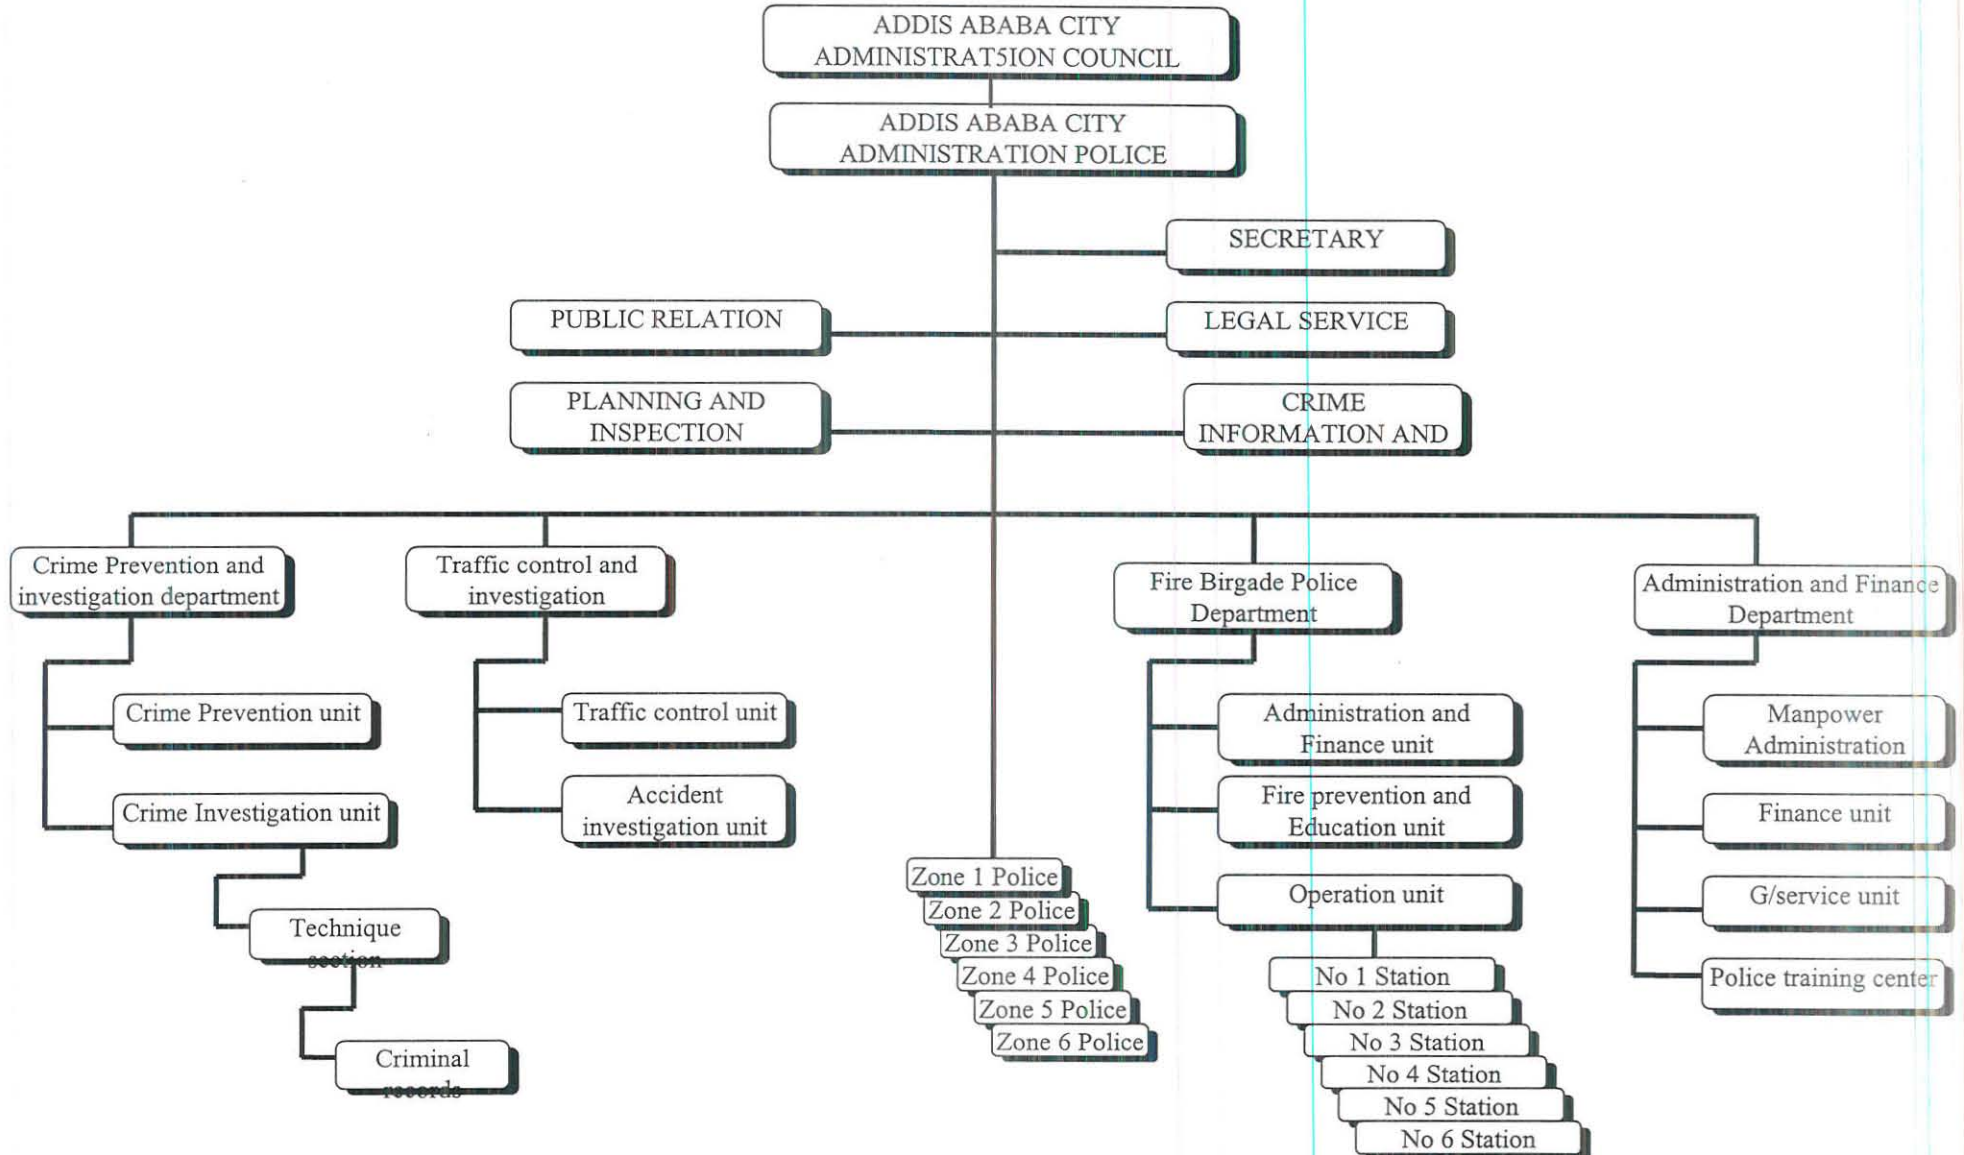 ADDIS ABABA CITY
ADMINISTRAT5ION COUNCIL
ADDIS ABABA CITY
ADMINISTRATION POLICE
SECRETARY
PUBLIC RELATION
LEGAL SERVICE
PLANNING AND
INSPECTION
CRIME
INFORMATION AND
Crime Prevention and
investigation department
Traffic control and
investigation
Fire Birgade Police
Department
Administration and Finance
Department
Crime Prevention unit
Crime Investigation unit
Technique
section
Criminal
records
Traffic control unit
Accident
investigation unit
Zone 1 Police
Zone 2 Police
Zone 3 Police
Zone 4 Police
Zone 5 Police
Zone 6 Police
Administration and
Finance unit
Fire prevention and
Education unit
Operation unit
No 1 Station
No 2 Station
No 3 Station
No 4 Station
No 5 Station
No 6 Station
Manpower
Administration
Finance unit
G/service unit
Police training center